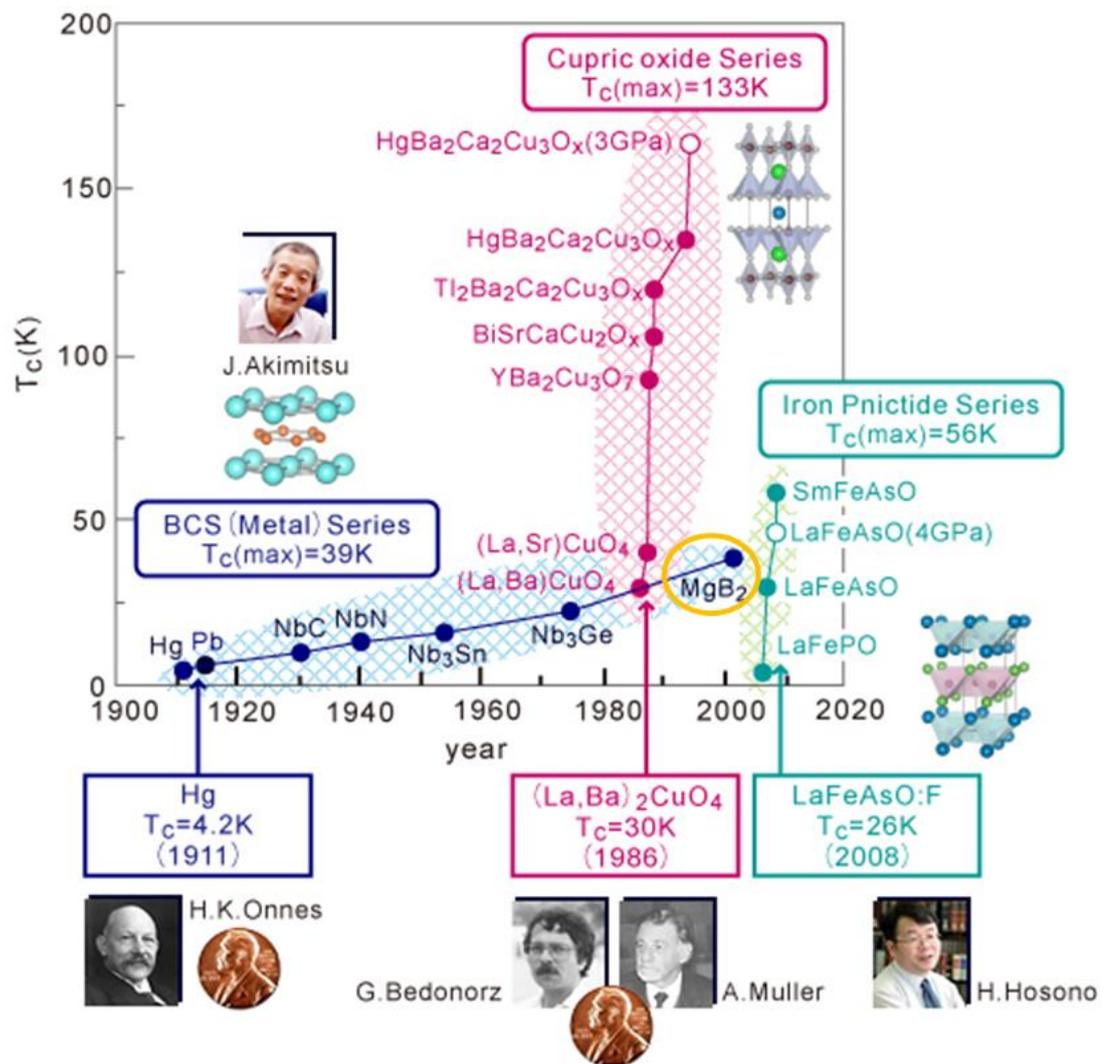 200
Cupric oxide Series
TC(max)=133K
HgBa2Ca2Cu3Ox(3GPa)
150
HgBa2Ca2Cu3Ox
Tl2Ba2Ca2Cu3Ox
BiSrCaCu2Ox
YBa2Cu3O7
J.Akimitsu
TC(K)
100
Iron Pnictide Series
TC(max)=56K
SmFeAsO
BCS (Metal) Series
TC(max)=39K
50
LaFeAsO(4GPa)
(La,Sr)CuO4
(La,Ba)CuO4
MgB2
LaFeAsO
Hg Pb
NbC
NbN
Nb3Sn
Nb3Ge
LaFePO
0
1900 1920 1940 1960 1980 2000 2020
year
Hg
TC=4.2K
(1911)
(La,Ba)2CuO4
TC=30K
(1986)
LaFeAsO:F
TC=26K
(2008)
H.K.Onnes
G.Bedonorz
A.Muller
H.Hosono